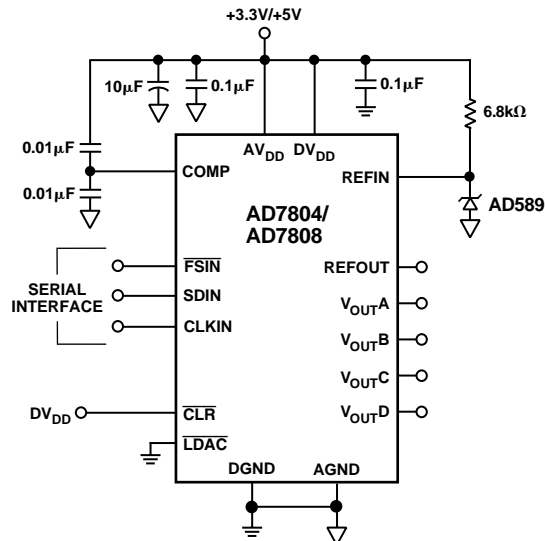 +3.3V/+5V
10μF
0.1μF
0.1μF
6.8kΩ
0.01μF
0.01μF
AVDD
DVDD
COMP
REFIN
AD7804/
AD7808
AD589
FSIN
REFOUT
SERIAL
INTERFACE
SDIN
VOUTA
CLKIN
VOUTB
VOUTC
DVDD
CLR
VOUTD
LDAC
DGND
AGND